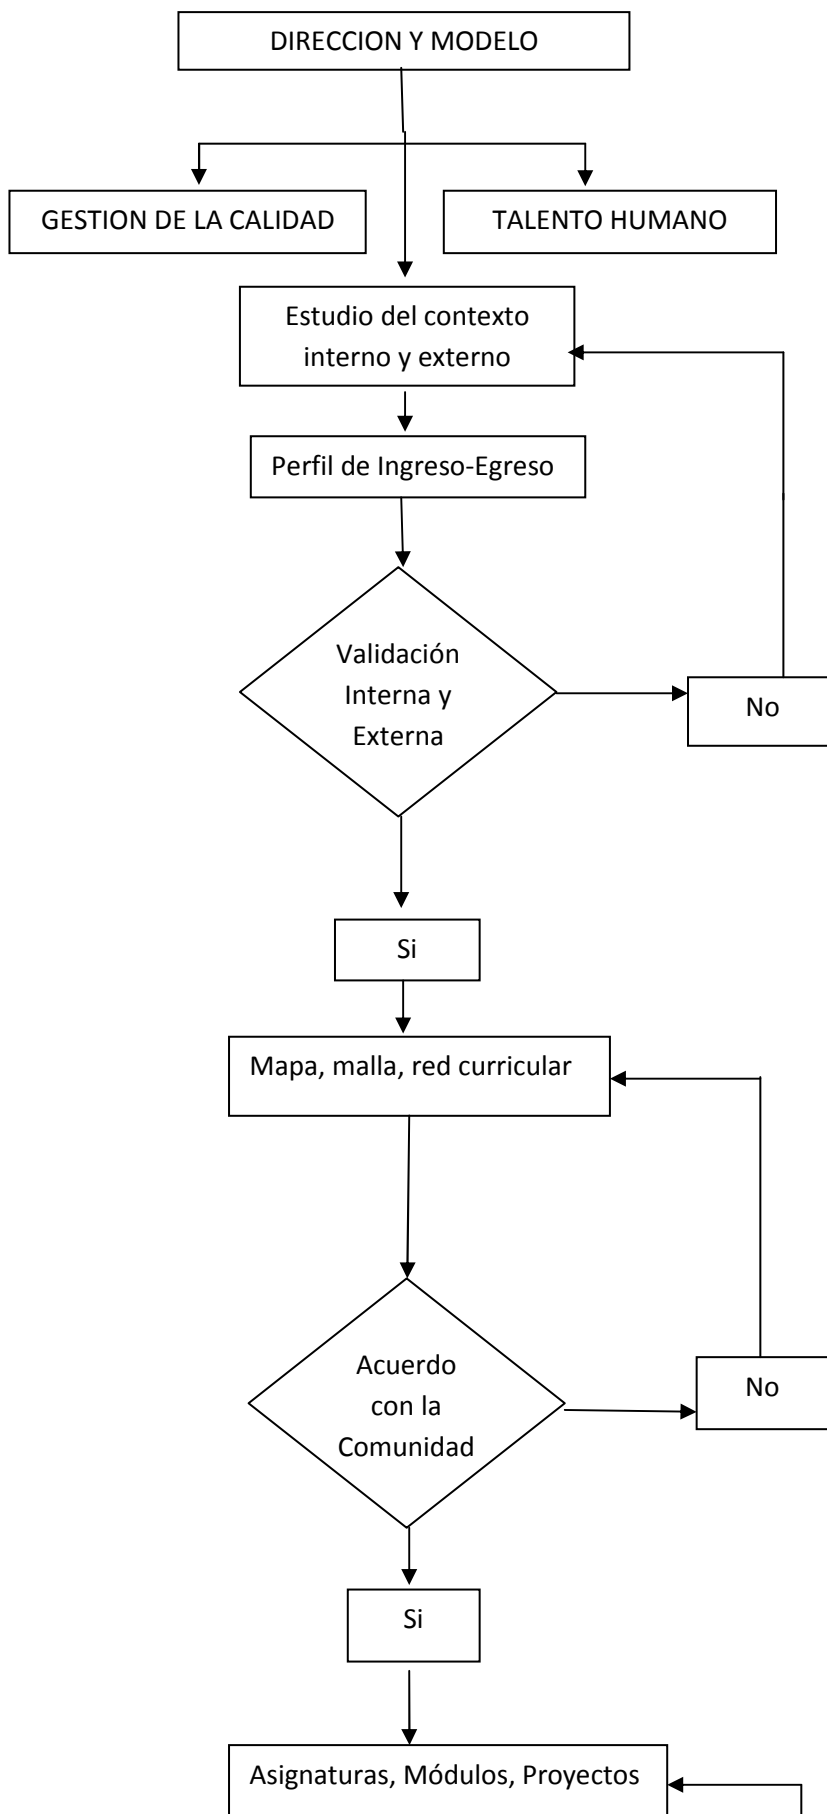 DIRECCION Y MODELO
GESTION DE LA CALIDAD
TALENTO HUMANO
Estudio del contexto
interno y externo
Perfil de Ingreso-Egreso
Validación
Interna y
Externa
No
Si
Mapa, malla, red curricular
Acuerdo
con la
Comunidad
No
Si
Asignaturas, Módulos, Proyectos